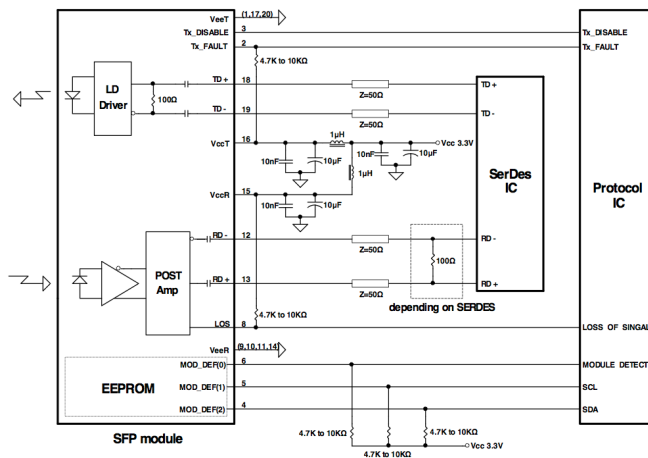 VeeT (1,17,20)
Tx_DISABLE 3 Tx_DISABLE
Tx_FAULT 2 Tx_FAULT
4.7K to 10KΩ
LD Driver
100Ω
TD+ 18 Z=50Ω TD+
TD - 19 Z=50Ω TD -
VccT 16
1μH
Vcc 3.3V
10nF 10μF 10nF 10μF
1μH
SerDes IC
Protocol IC
VccR 15
10nF 10μF
RD - 12 Z=50Ω RD -
100Ω
POST Amp
RD+ 13 Z=50Ω RD+
depending on SERDES
4.7K to 10KΩ
LOS 8 LOSS OF SINGAL
VeeR (9,10,11,14)
EEPROM
MOD_DEF(0) 6 MODULE DETECT
MOD_DEF(1) 5 SCL
MOD_DEF(2) 4 SDA
4.7K to 10KΩ 4.7K to 10KΩ
4.7K to 10KΩ
Vcc 3.3V
SFP module